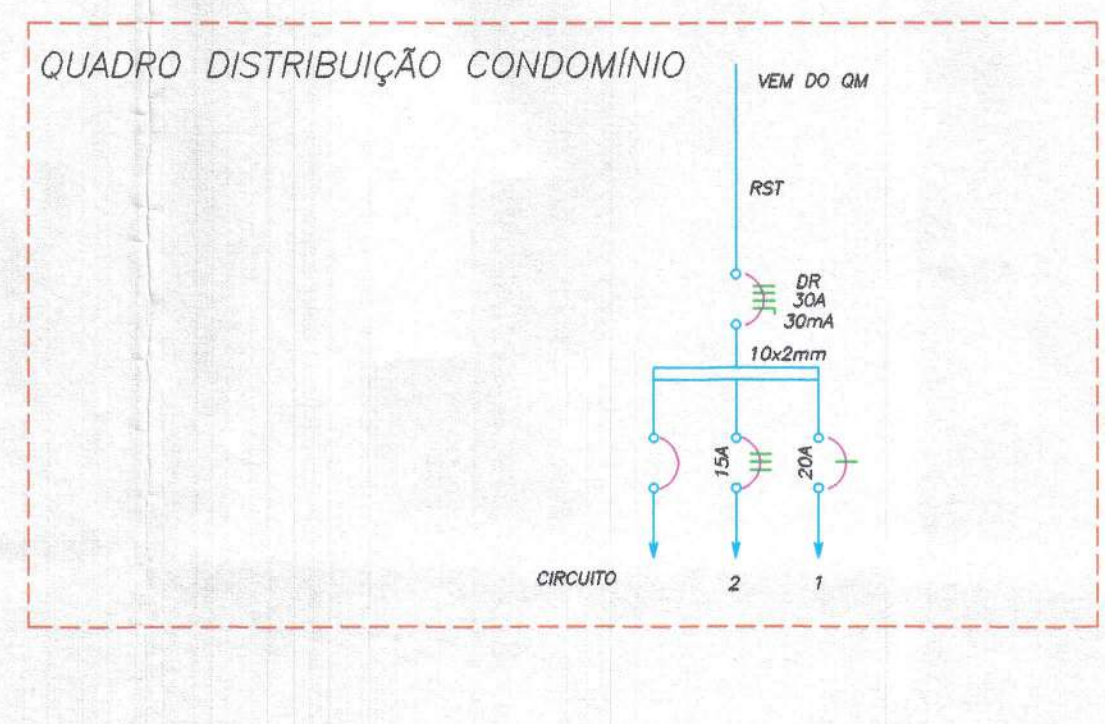 QUADRO DISTRIBUIÇÃO CONDOMÍNIO
VEM DO QM
RST
DR
30A
30mA
10x2mm
15A
20A
CIRCUITO
2
1